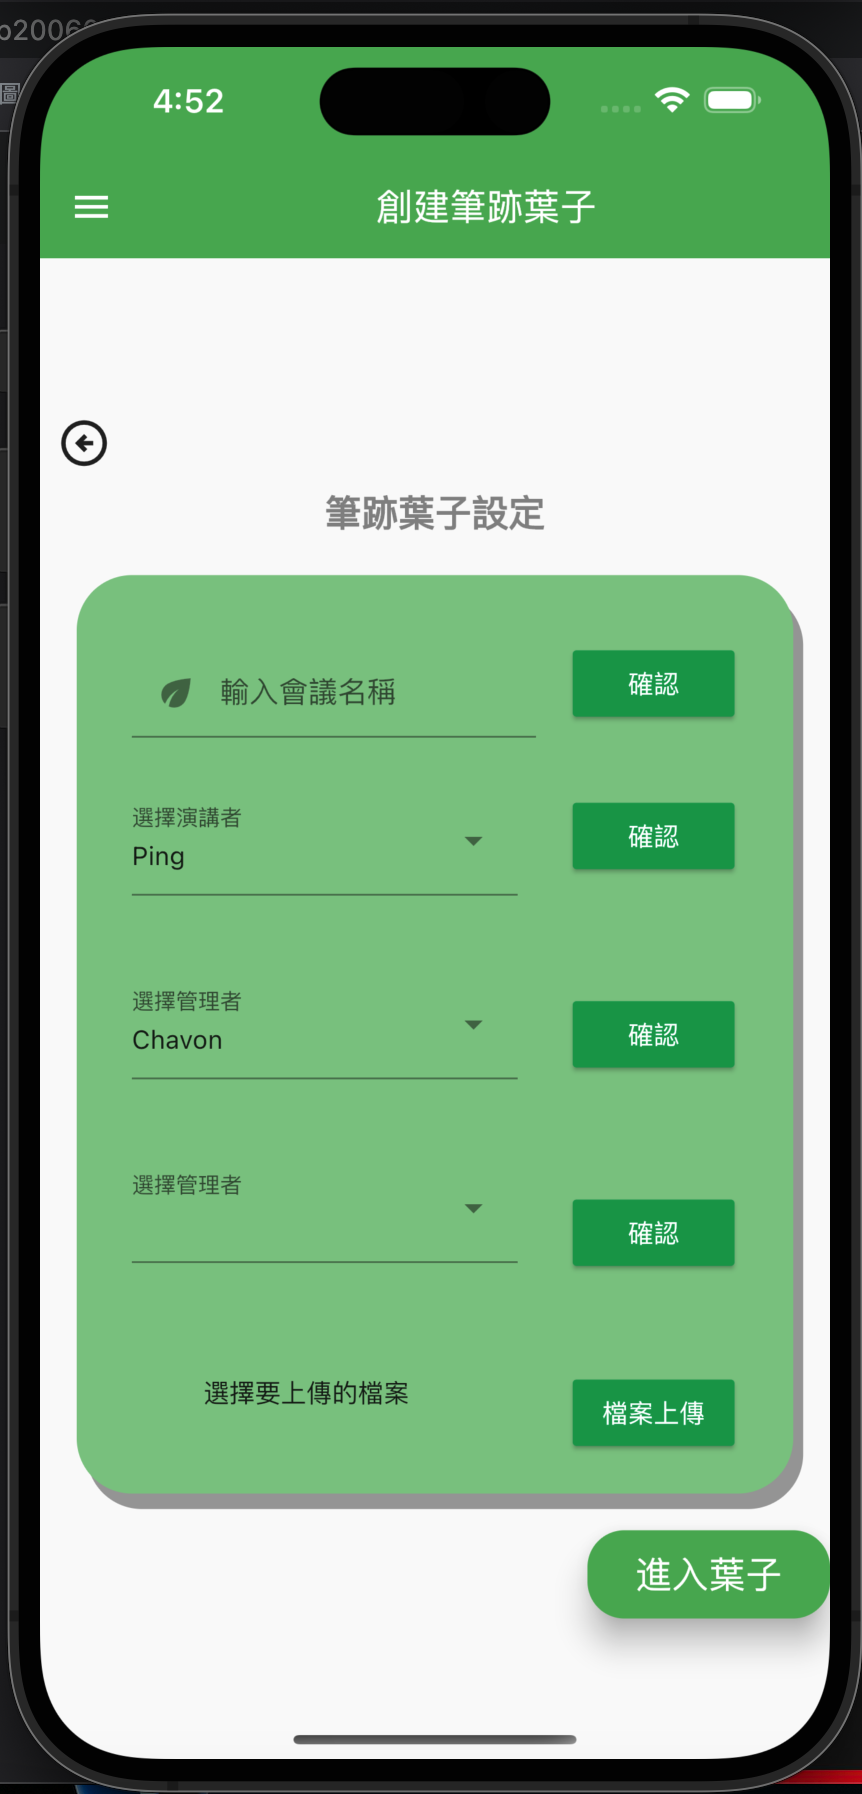 圖
4:52
創建筆跡葉子
筆跡葉子設定
輸入會議名稱
確認
選擇演講者
Ping
確認
選擇管理者
Chavon
確認
選擇管理者
確認
選擇要上傳的檔案
檔案上傳
進入葉子